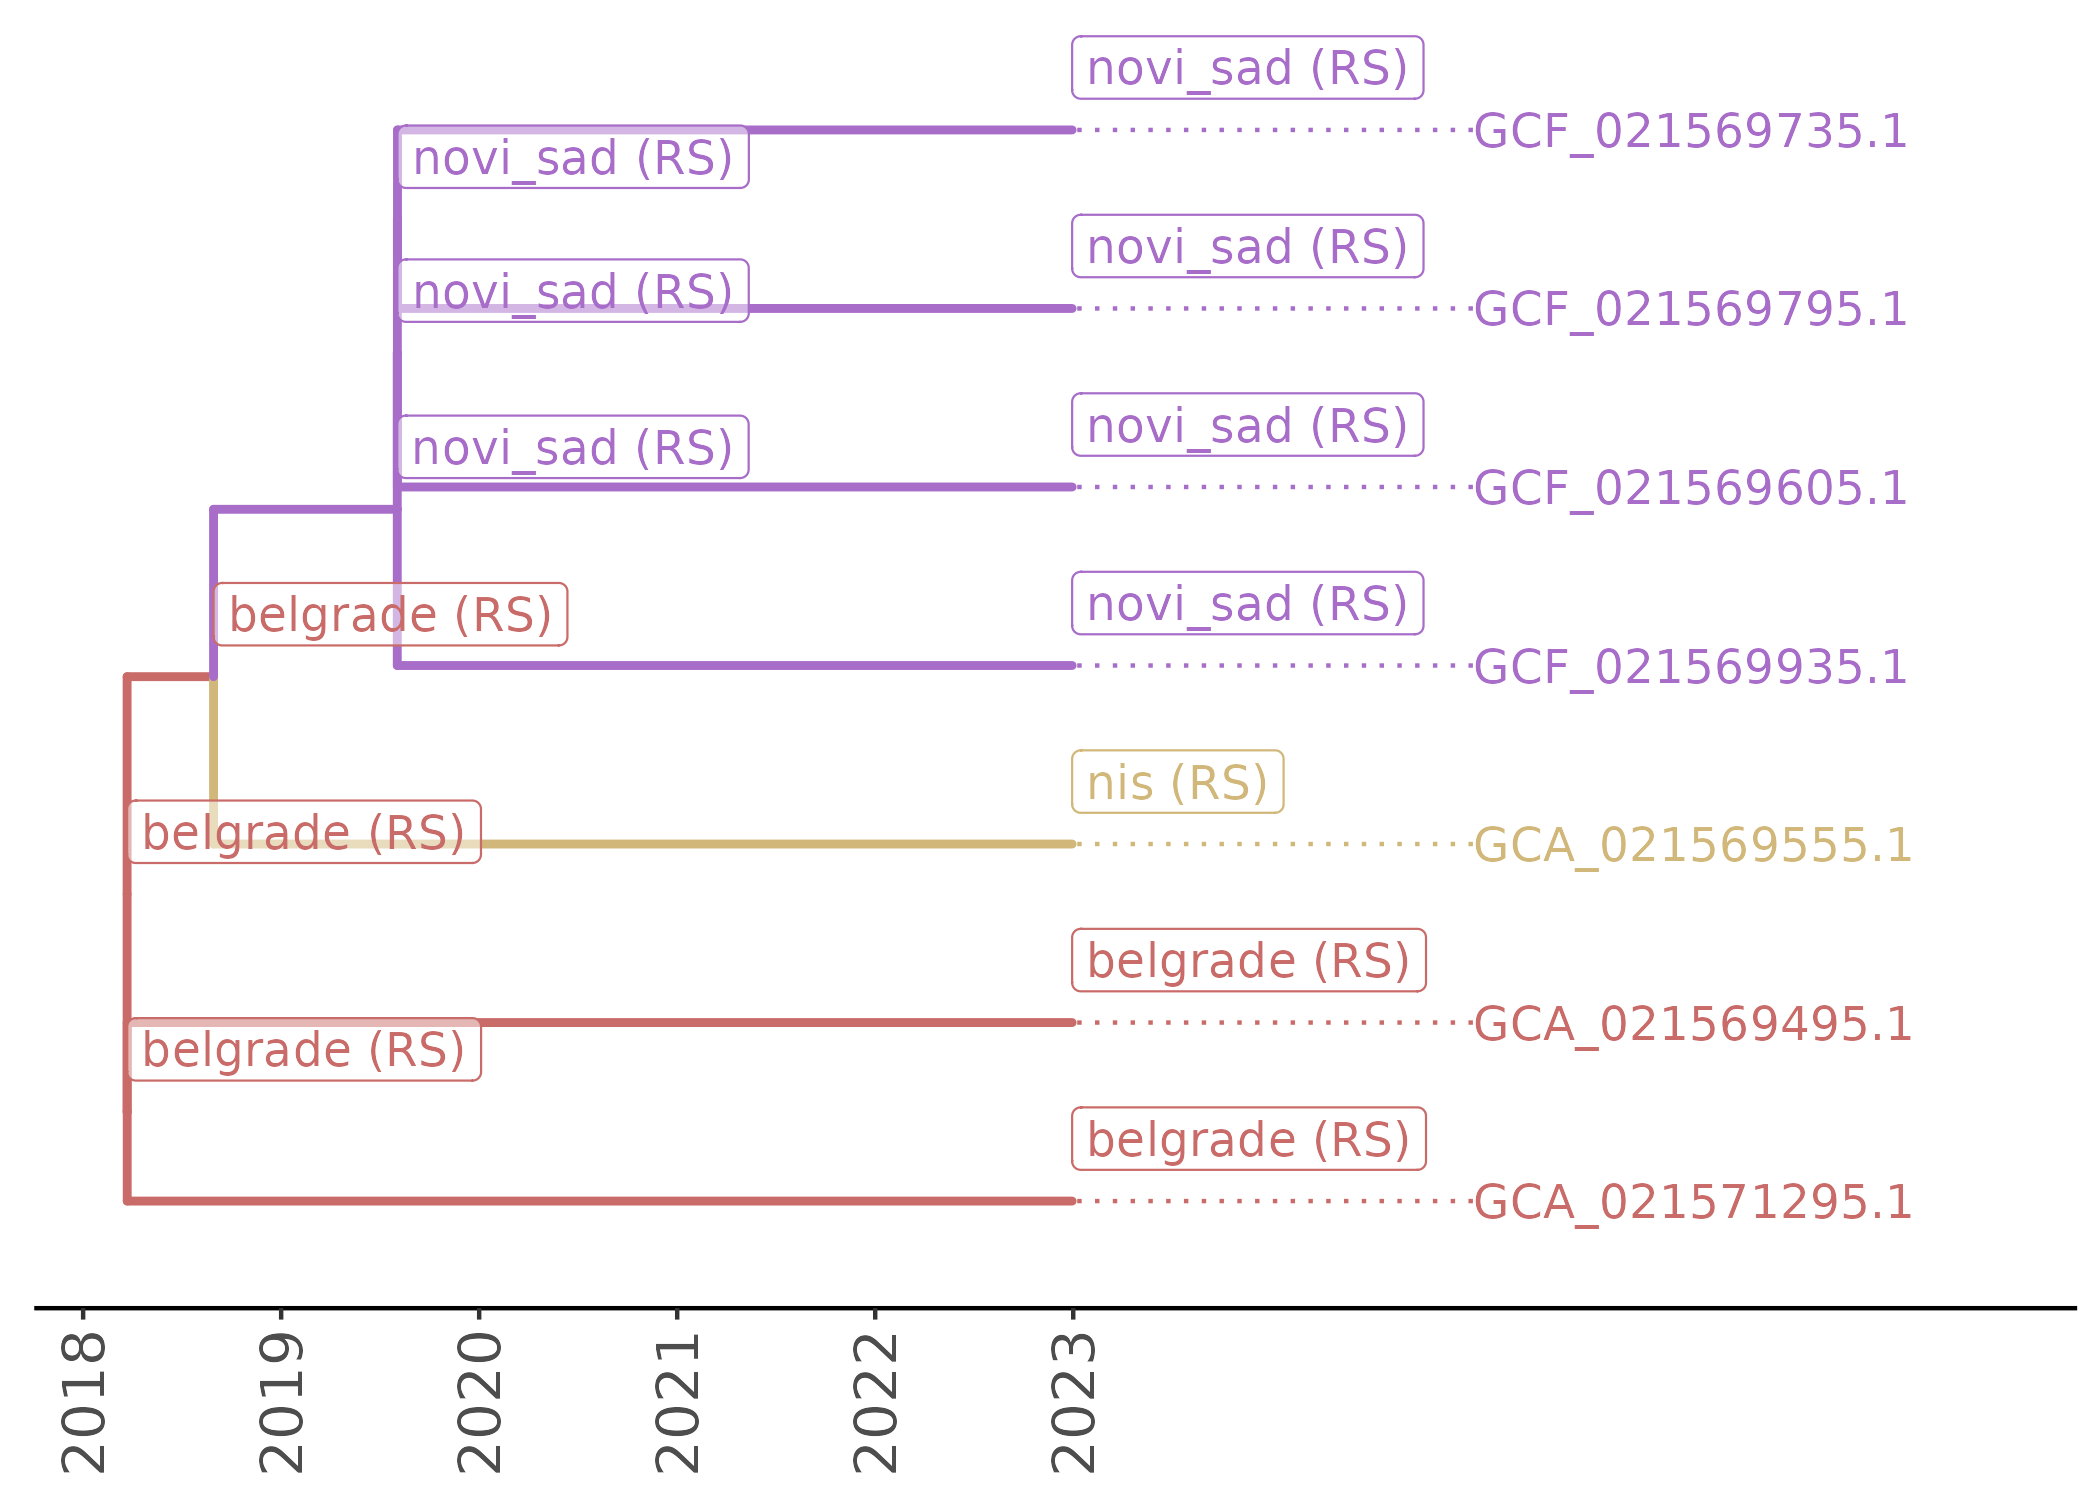 novi_sad (RS)
GCF_021569735.1
novi_sad (RS)
novi_sad (RS)
novi_sad (RS)
GCF_021569795.1
novi_sad (RS)
novi_sad (RS)
GCF_021569605.1
novi_sad (RS)
belgrade (RS)
GCF_021569935.1
nis (RS)
belgrade (RS)
GCA_021569555.1
belgrade (RS)
GCA_021569495.1
belgrade (RS)
belgrade (RS)
GCA_021571295.1
2018
2019
2020
2021
2022
2023